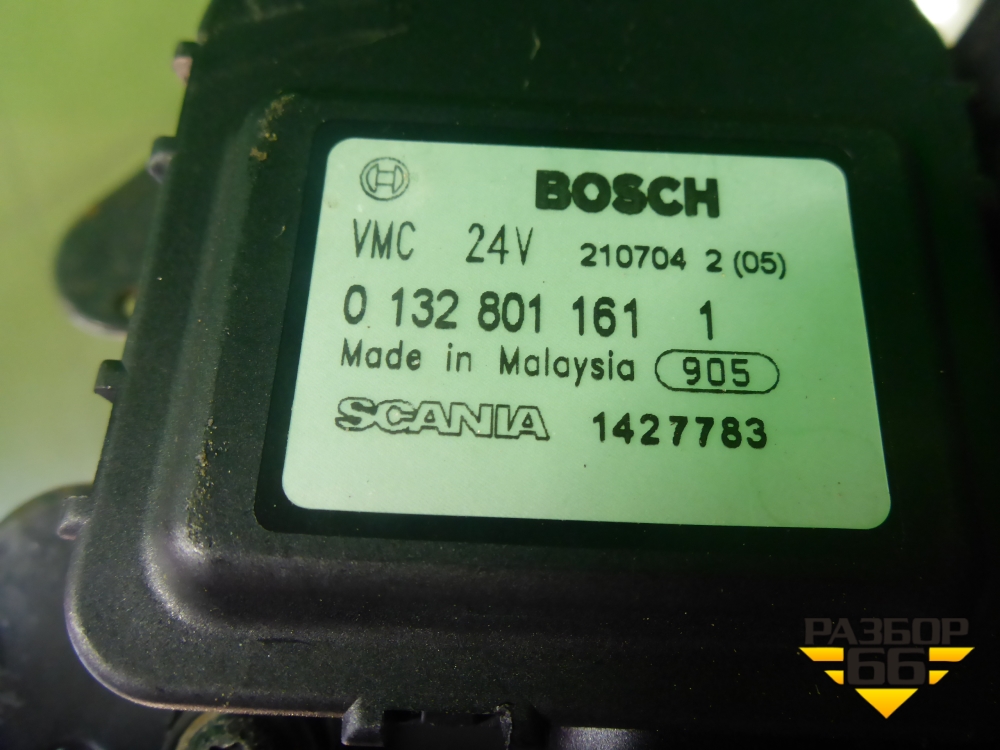 BOSCH
VMC 24V 210704 2 (05)
0 132 801 161 1
Made in Malaysia 905
SCANIA 1427783
РАЗБОР
66